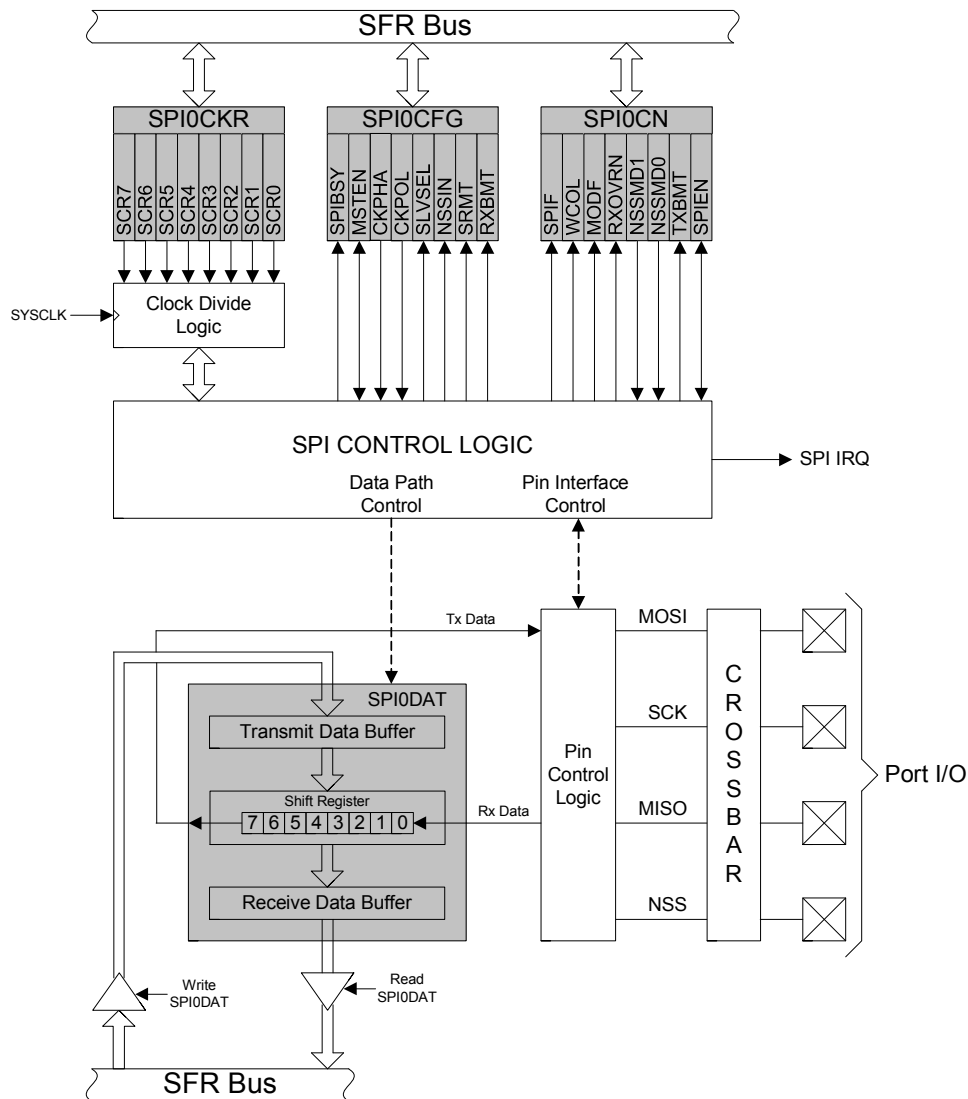 SFR Bus
SPI0CKR
SPI0CFG
SPI0CN
SCR7
SCR6
SCR5
SCR4
SCR3
SCR2
SCR1
SCR0
SPIBSY
MSTEN
CKPHA
CKPOL
SLVSEL
NSSIN
SRMT
RXBMT
SPIF
WCOL
MODF
RXOVRN
NSSMD1
NSSMD0
TXBMT
SPIEN
SYSCLK
Clock Divide
Logic
SPI CONTROL LOGIC
SPI IRQ
Data Path
Control
Pin Interface
Control
Tx Data
MOSI
SPI0DAT
Transmit Data Buffer
SCK
Shift Register
7 6 5 4 3 2 1 0
Rx Data
Pin
Control
Logic
MISO
CROSSBAR
Port I/O
Receive Data Buffer
NSS
Write
SPI0DAT
Read
SPI0DAT
SFR Bus